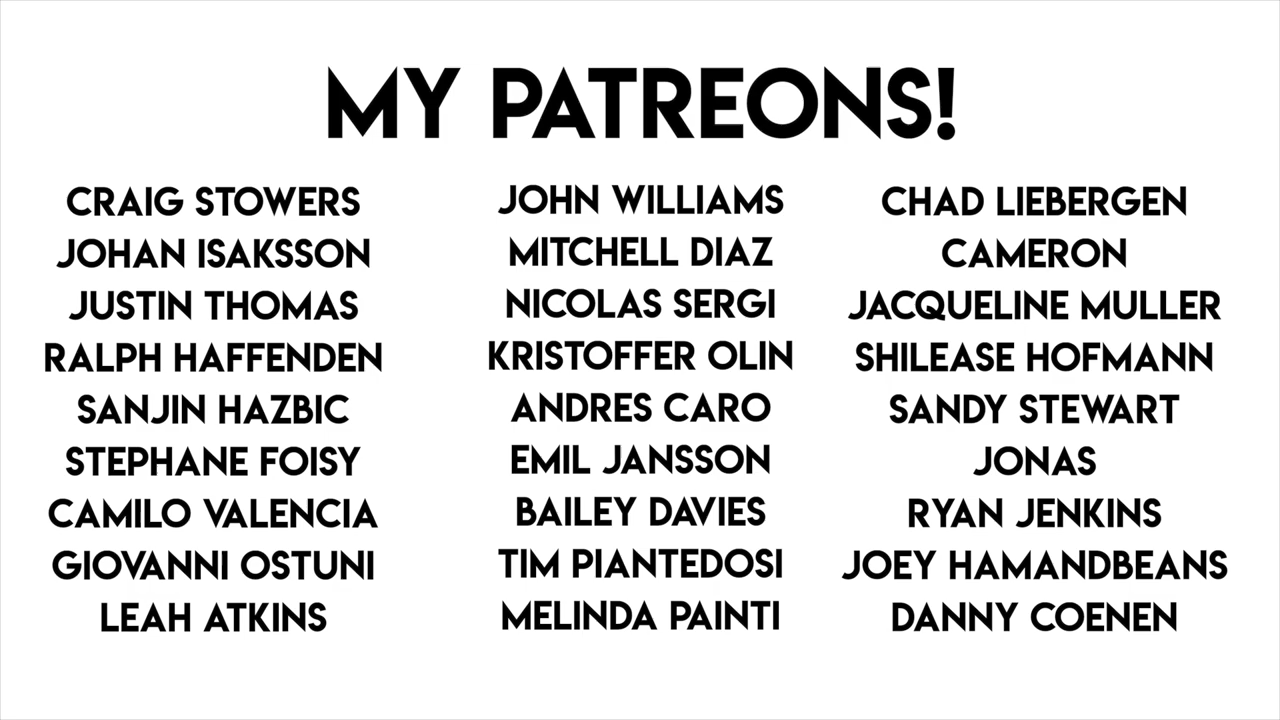 MY PATREONS!
CRAIG STOWERS
JOHAN ISAKSSON
JUSTIN THOMAS
RALPH HAFFENDEN
SANJIN HAZBIC
STEPHANE FOISY
CAMILO VALENCIA
GIOVANNI OSTUNI
LEAH ATKINS
JOHN WILLIAMS
MITCHELL DIAZ
NICOLAS SERGI
KRISTOFFER OLIN
ANDRES CARO
EMIL JANSSON
BAILEY DAVIES
TIM PIANTEDOSI
MELINDA PAINTI
CHAD LIEBERGEN
CAMERON
JACQUELINE MULLER
SHILEASE HOFMANN
SANDY STEWART
JONAS
RYAN JENKINS
JOEY HAMANDBEANS
DANNY COENEN